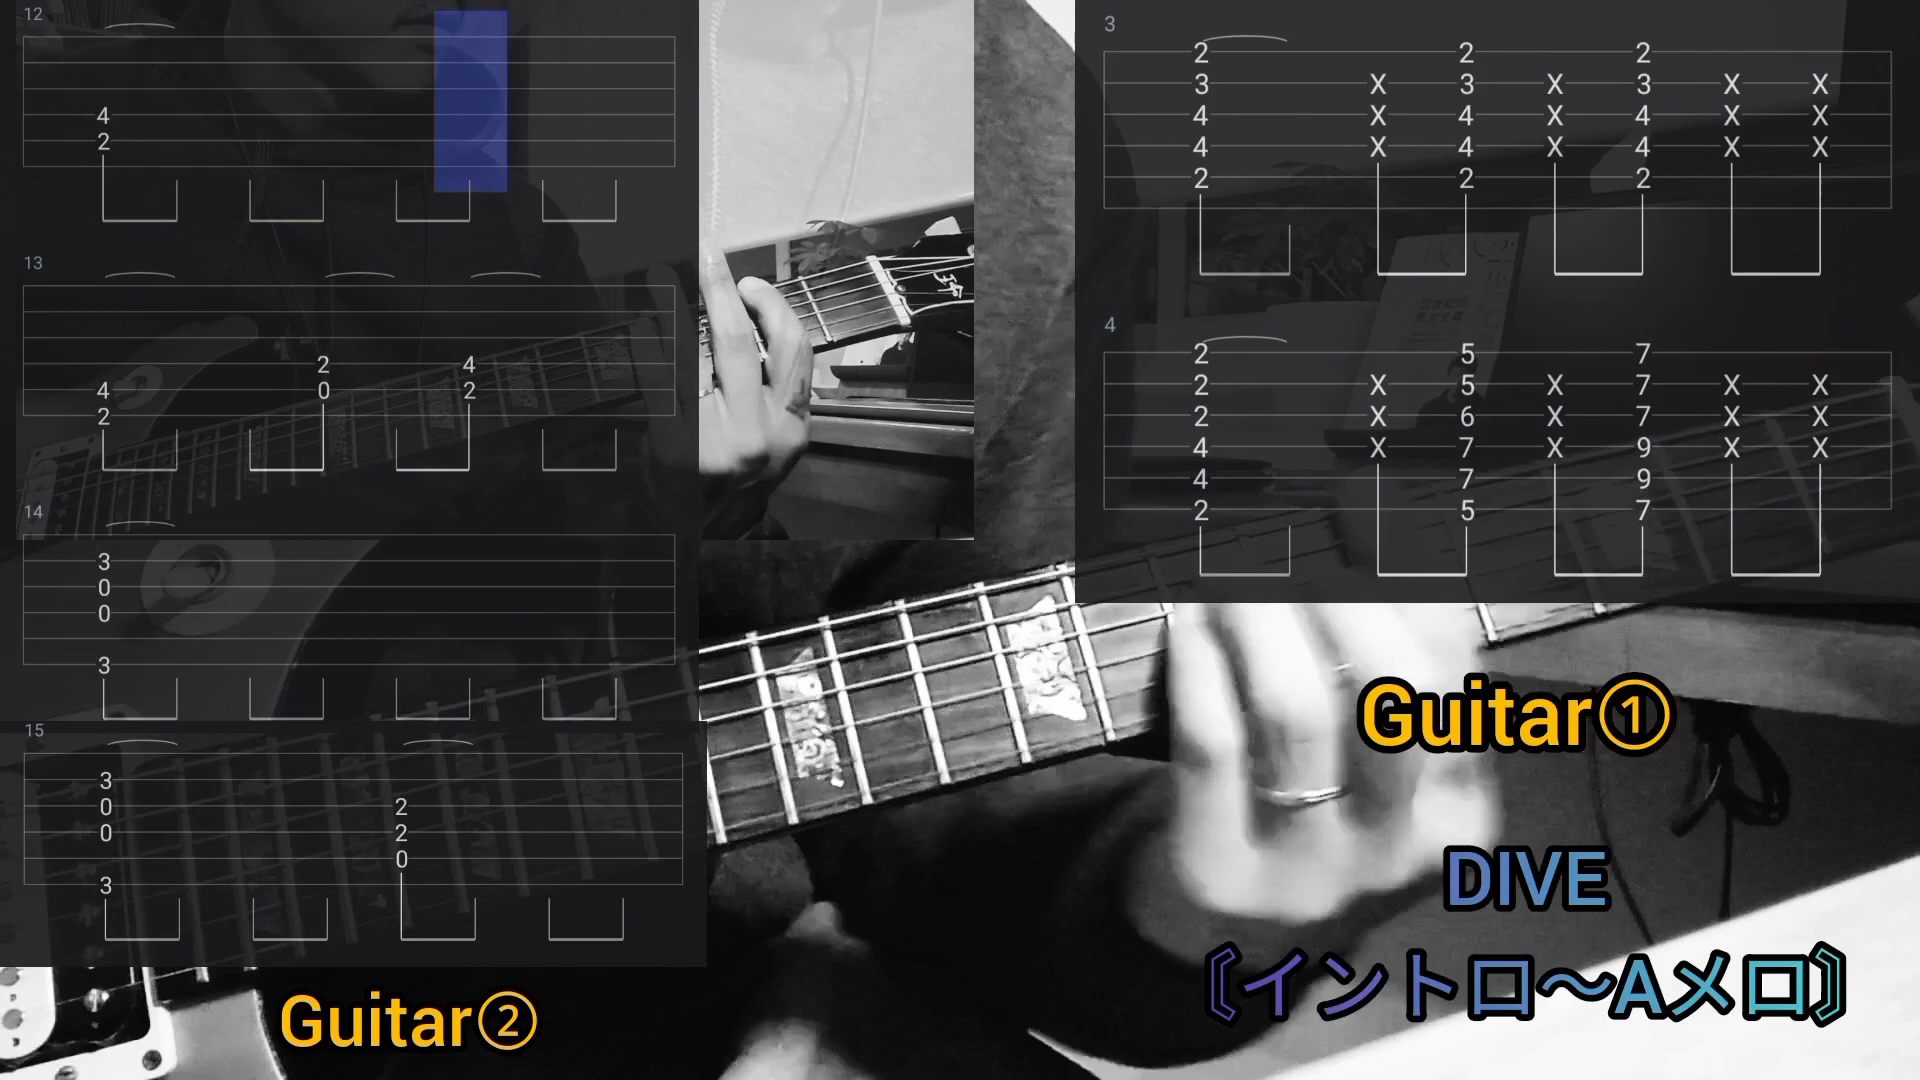 12
4
2
13
2 4
4 0 2
2
14
3
0
0
3
15
3
0 2
0 2
0
3
Guitar②
3
2 2 2
3 X 3 X 3 X X
4 X 4 X 4 X X
4 X 4 X 4 X X
2 2 2
4
2 5 7
2 X 5 X 7 X X
2 X 6 X 7 X X
4 X 7 X 9 X X
4 7 9
2 5 7
Guitar①
DIVE
〘イントロ〜Aメロ〙